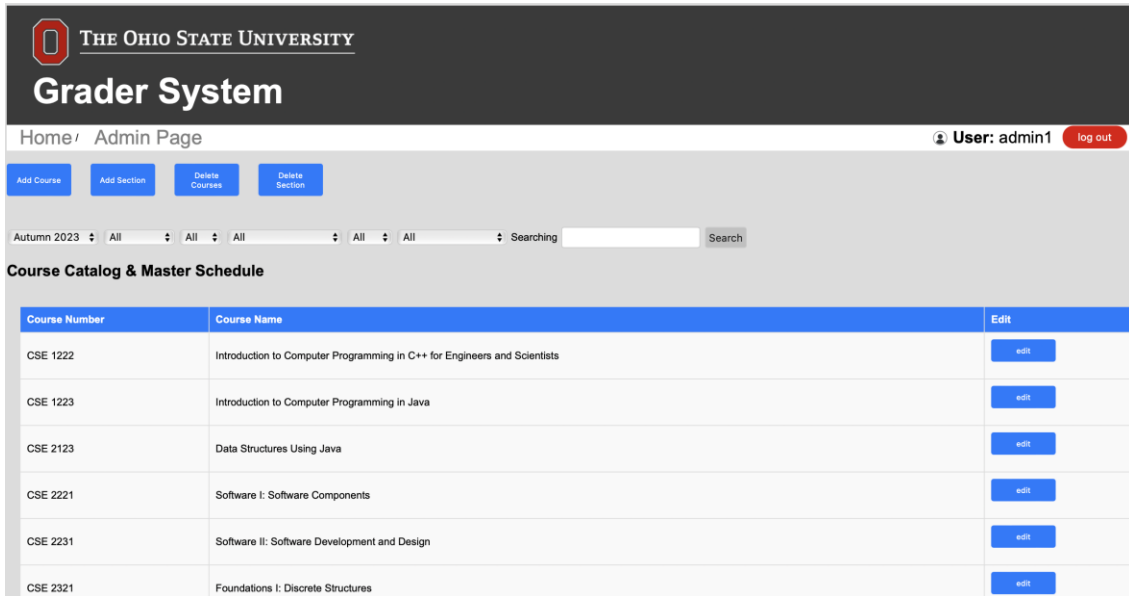 THE OHIO STATE UNIVERSITY
Grader System
Home / Admin Page User: admin1 log out
Add Course Add Section Delete Courses Delete Section
Autumn 2023 All All All All All Searching Search
Course Catalog & Master Schedule
Course Number Course Name Edit
CSE 1222 Introduction to Computer Programming in C++ for Engineers and Scientists edit
CSE 1223 Introduction to Computer Programming in Java edit
CSE 2123 Data Structures Using Java edit
CSE 2221 Software I: Software Components edit
CSE 2231 Software II: Software Development and Design edit
CSE 2321 Foundations I: Discrete Structures edit